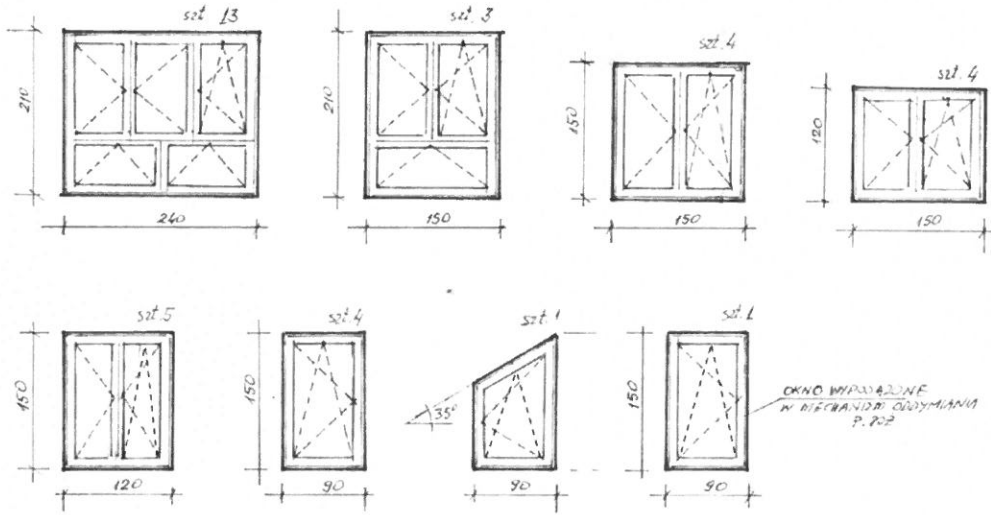 szt 13
szt. 3
szt. 4
szt. 4
210
210
150
120
240
150
150
150
szt. 5
szt. 4
szt. 1
szt. 1
150
150
35°
150
120
90
90
90
OKNO WYPOSAŻONE
W MECHANIZM ODDYMIANIA
P. POŻ